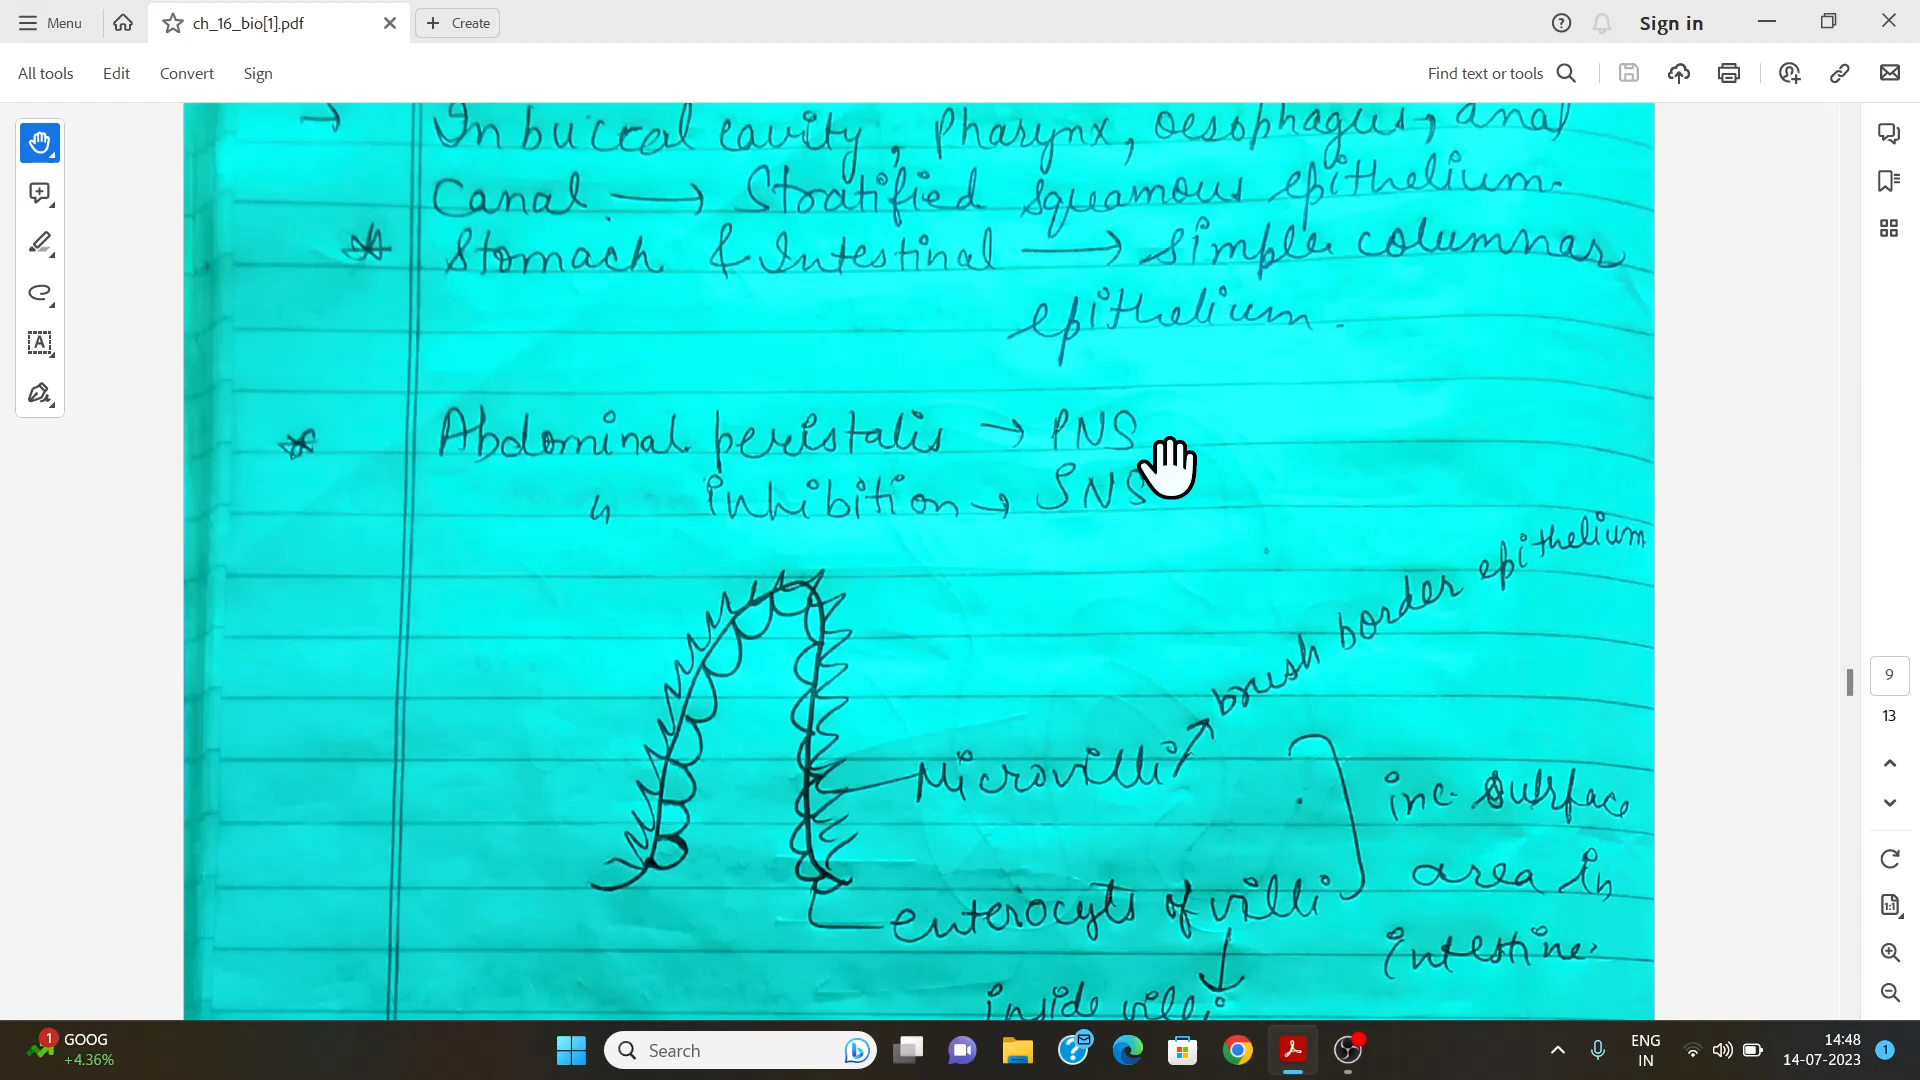 Menu
ch_16_bio[1].pdf
Create
Sign in
All tools
Edit
Convert
Sign
Find text or tools
→ In buccal cavity, Pharynx, oesophagus, anal
Canal. → Stratified squamous epithelium.
Stomach & Intestinal → simple columnar
epithelium.
Abdominal peristalis → PNS
" inhibition → SNS
brush border epithelium
Microvilli
inc. surface
area in
intestine.
enterocyts of villi
inside villi
9
13
1
GOOG
+4.36%
Search
ENG
IN
14:48
14-07-2023
1